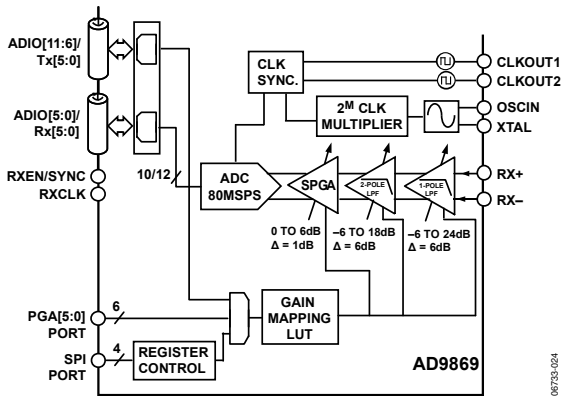 ADIO[11:6]/
Tx[5:0]
ADIO[5:0]/
Rx[5:0]
RXEN/SYNC
RXCLK
10/12
CLK
SYNC.
CLKOUT1
CLKOUT2
2M CLK
MULTIPLIER
OSCIN
XTAL
ADC
80MSPS
SPGA
2-POLE
LPF
1-POLE
LPF
RX+
RX–
0 TO 6dB
Δ = 1dB
–6 TO 18dB
Δ = 6dB
–6 TO 24dB
Δ = 6dB
PGA[5:0]
PORT
6
GAIN
MAPPING
LUT
SPI
PORT
4
REGISTER
CONTROL
AD9869
06733-024